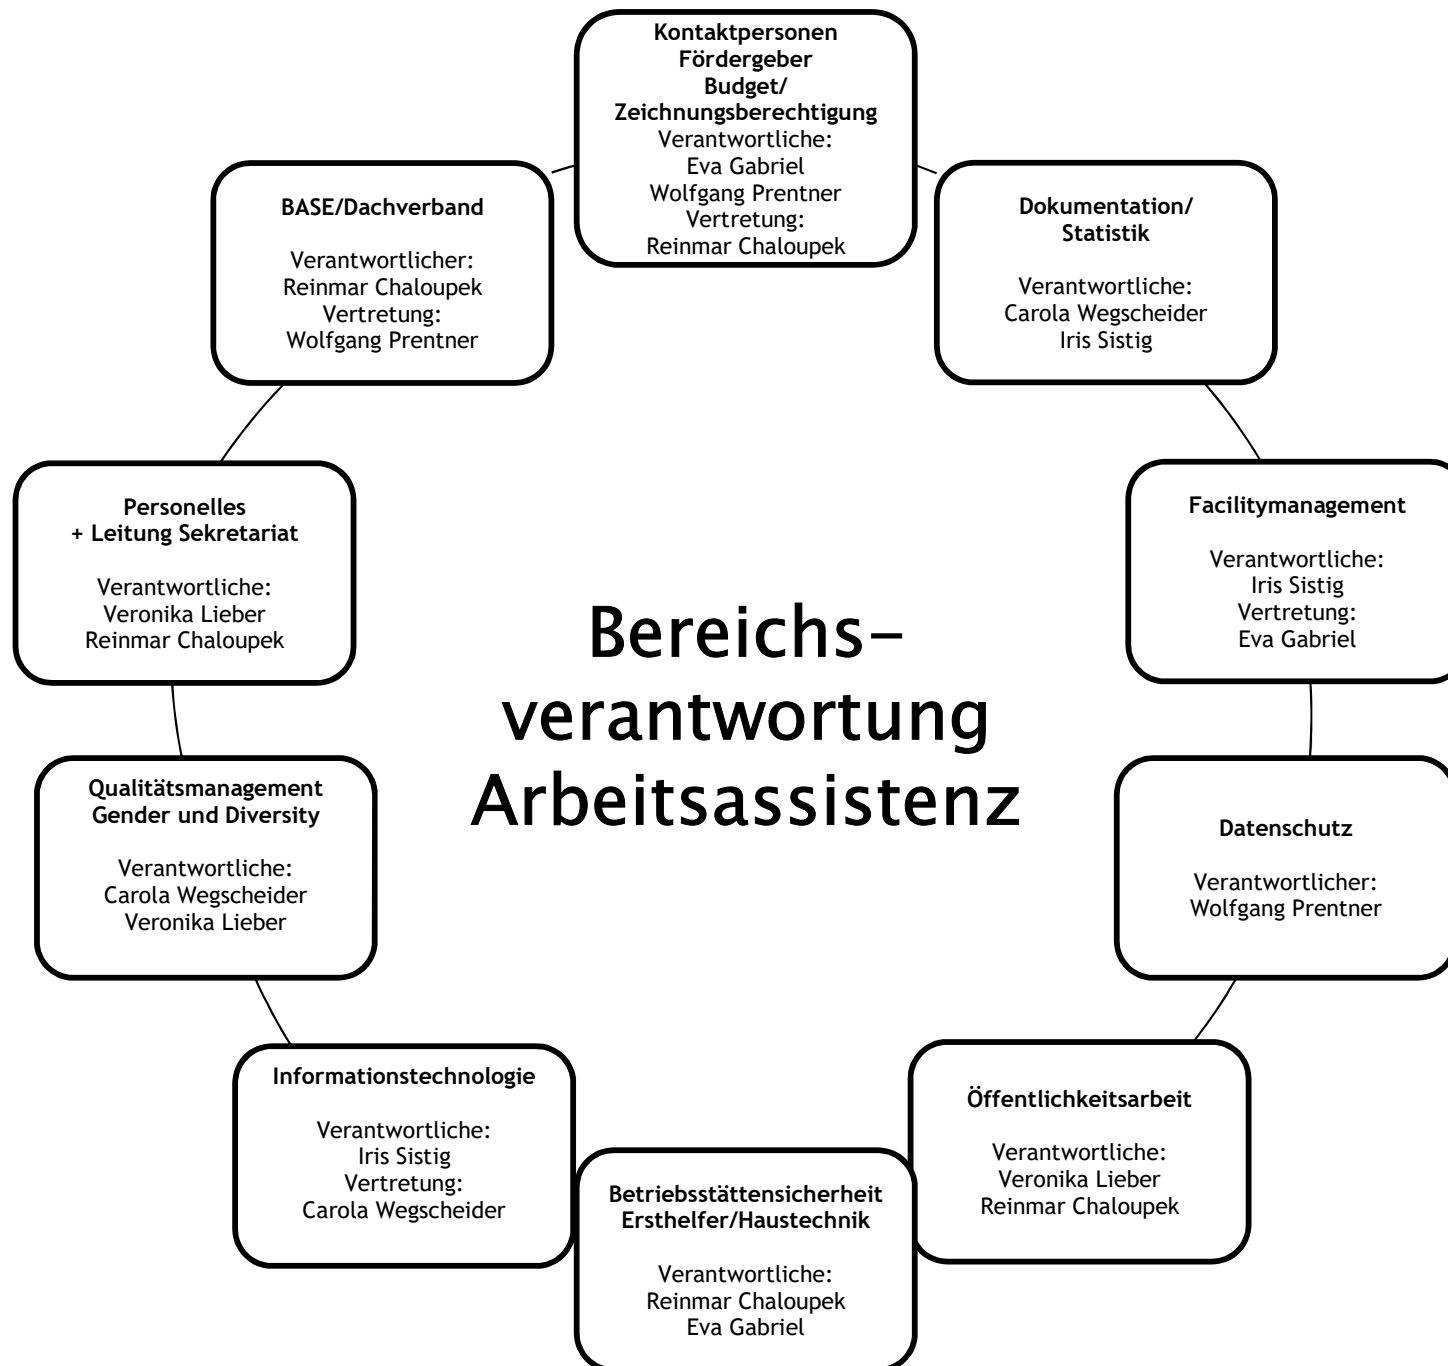 Kontaktpersonen
Fördergeber
Budget/
Zeichnungsberechtigung
Verantwortliche:
Eva Gabriel
Wolfgang Prentner
Vertretung:
Reinmar Chaloupek
BASE/Dachverband
Verantwortlicher:
Reinmar Chaloupek
Vertretung:
Wolfgang Prentner
Dokumentation/
Statistik
Verantwortliche:
Carola Wegscheider
Iris Sistig
Personelles
+ Leitung Sekretariat
Verantwortliche:
Veronika Lieber
Reinmar Chaloupek
Facilitymanagement
Verantwortliche:
Iris Sistig
Vertretung:
Eva Gabriel
Bereichs-
verantwortung
Arbeitsassistenz
Qualitätsmanagement
Gender und Diversity
Verantwortliche:
Carola Wegscheider
Veronika Lieber
Datenschutz
Verantwortlicher:
Wolfgang Prentner
Informationstechnologie
Verantwortliche:
Iris Sistig
Vertretung:
Carola Wegscheider
Öffentlichkeitsarbeit
Verantwortliche:
Veronika Lieber
Reinmar Chaloupek
Betriebsstättensicherheit
Ersthelfer/Haustechnik
Verantwortliche:
Reinmar Chaloupek
Eva Gabriel